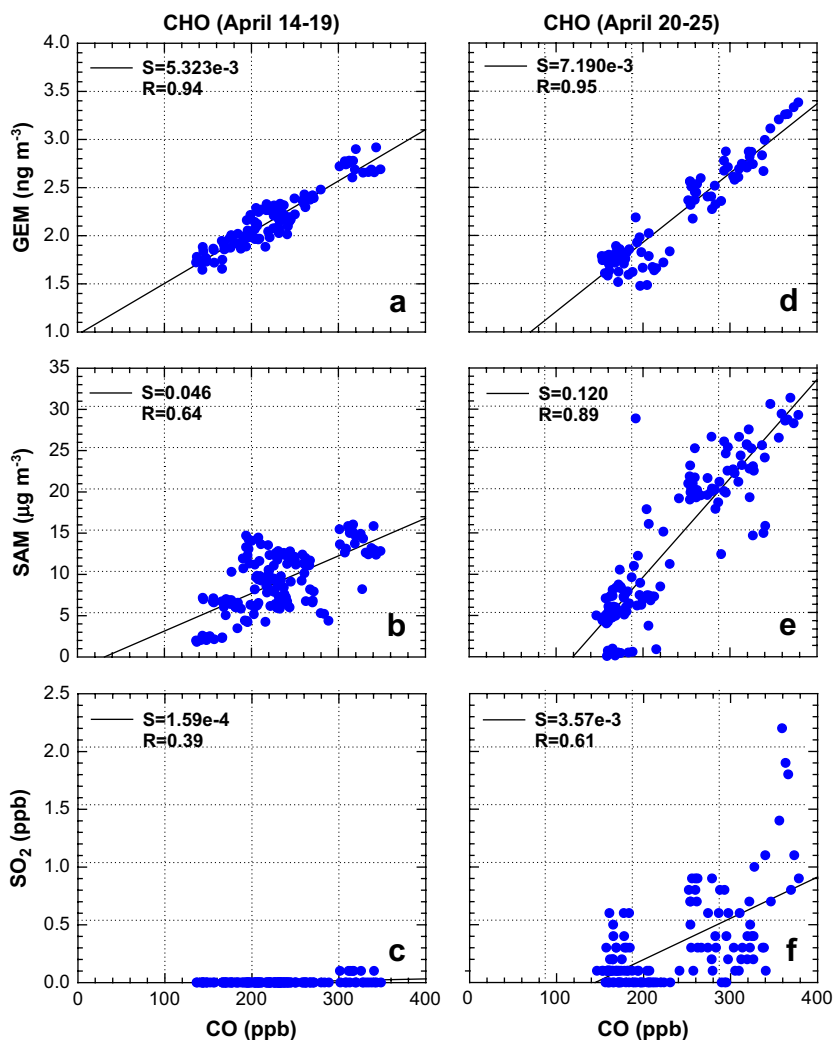 CHO (April 14-19)
CHO (April 20-25)
GEM (ng m-3)
4.0
3.5
3.0
2.5
2.0
1.5
1.0
S=5.323e-3
R=0.94
a
S=7.190e-3
R=0.95
d
SAM (μg m-3)
35
30
25
20
15
10
5
0
S=0.046
R=0.64
b
S=0.120
R=0.89
e
SO2 (ppb)
2.5
2.0
1.5
1.0
0.5
0.0
S=1.59e-4
R=0.39
c
S=3.57e-3
R=0.61
f
0 100 200 300 400
0 100 200 300 400
CO (ppb)
CO (ppb)